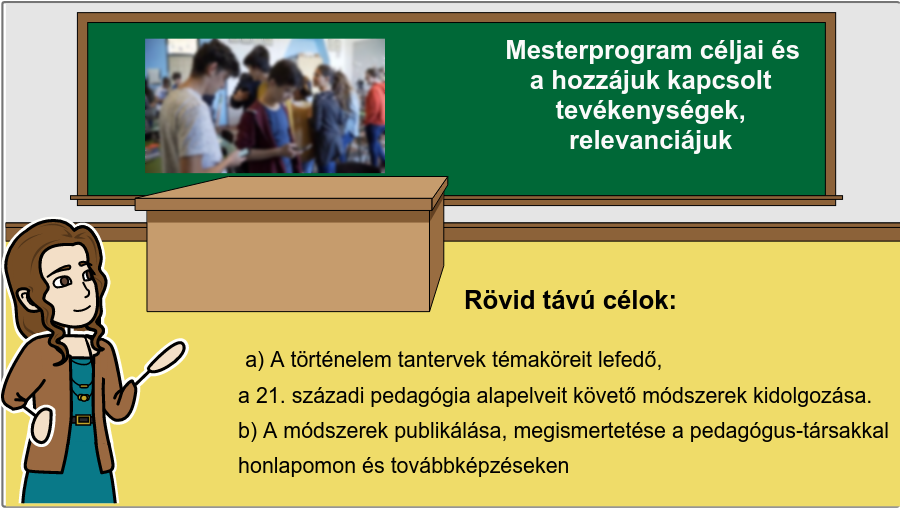 Mesterprogram céljai és
a hozzájuk kapcsolt
tevékenységek,
relevanciájuk
Rövid távú célok:
a) A történelem tantervek témaköreit lefedő,
a 21. századi pedagógia alapelveit követő módszerek kidolgozása.
b) A módszerek publikálása, megismertetése a pedagógus-társakkal
honlapomon és továbbképzéseken